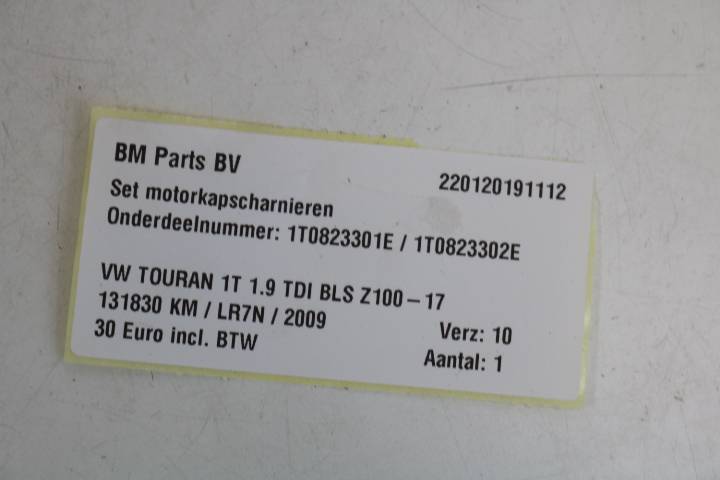 BM Parts BV
220120191112
Set motorkapscharnieren
Onderdeelnummer: 1T0823301E / 1T0823302E
VW TOURAN 1T 1.9 TDI BLS Z100-17
131830 KM / LR7N / 2009
Verz: 10
30 Euro incl. BTW
Aantal: 1